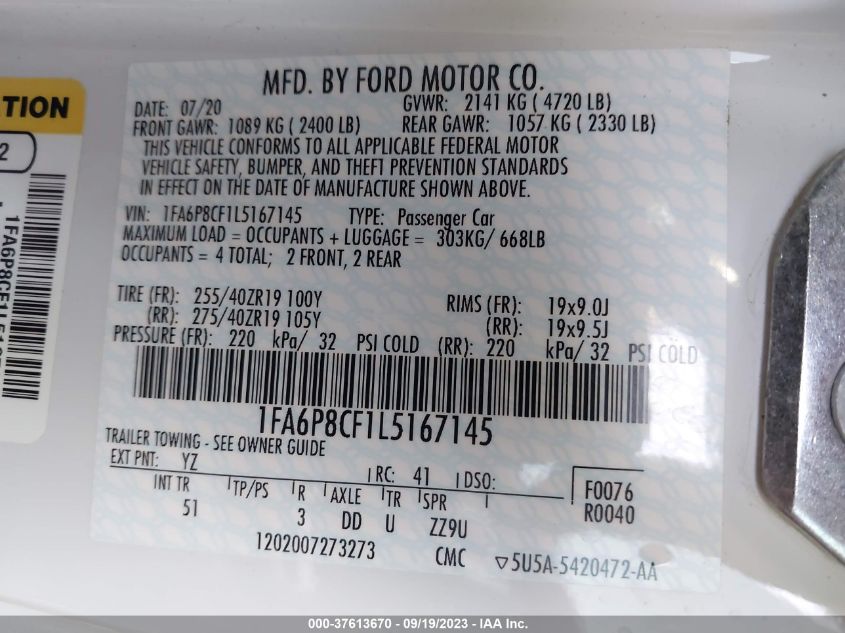 TION
2
1FA6P8CF1L516
MFD. BY FORD MOTOR CO.
DATE: 07/20 GVWR: 2141 KG ( 4720 LB)
FRONT GAWR: 1089 KG ( 2400 LB) REAR GAWR: 1057 KG ( 2330 LB)
THIS VEHICLE CONFORMS TO ALL APPLICABLE FEDERAL MOTOR
VEHICLE SAFETY, BUMPER, AND THEFT PREVENTION STANDARDS
IN EFFECT ON THE DATE OF MANUFACTURE SHOWN ABOVE.
VIN: 1FA6P8CF1L5167145 TYPE: Passenger Car
MAXIMUM LOAD = OCCUPANTS + LUGGAGE = 303KG/ 668LB
OCCUPANTS = 4 TOTAL; 2 FRONT, 2 REAR
TIRE (FR): 255/40ZR19 100Y RIMS (FR): 19x9.0J
(RR): 275/40ZR19 105Y (RR): 19x9.5J
PRESSURE (FR): 220 kPa/ 32 PSI COLD (RR): 220 kPa/ 32 PSI COLD
1FA6P8CF1L5167145
TRAILER TOWING - SEE OWNER GUIDE
EXT PNT: YZ RC: 41 DSO: F0076
INT TR TP/PS R AXLE TR SPR R0040
51 3 DD U ZZ9U
1202007273273 CMC ▽5U5A-5420472-AA
000-37613670 - 09/19/2023 - IAA Inc.